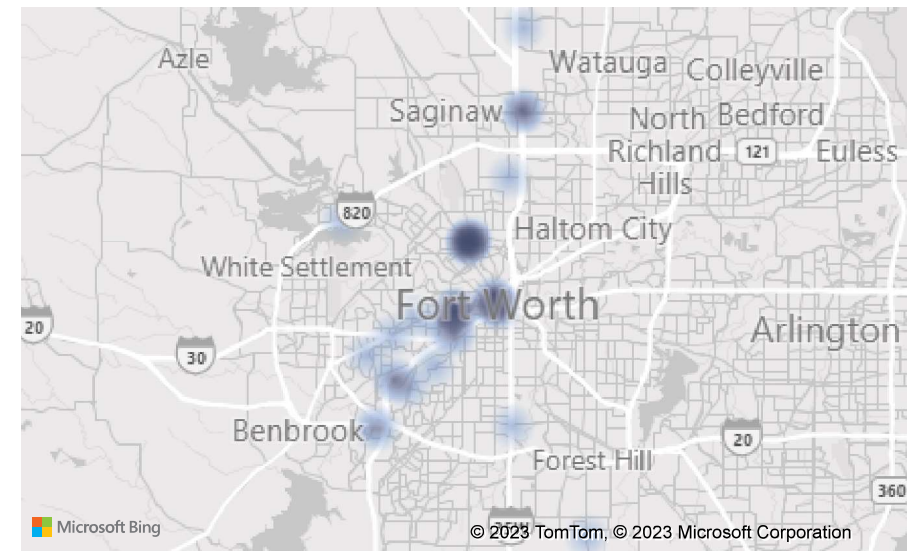 Azle
Watauga
Colleyville
Saginaw
North
Bedford
Richland
121
Euless
Hills
820
Haltom City
White Settlement
Fort Worth
20
Arlington
30
Benbrook
20
Forest Hill
360
Microsoft Bing
© 2023 TomTom, © 2023 Microsoft Corporation